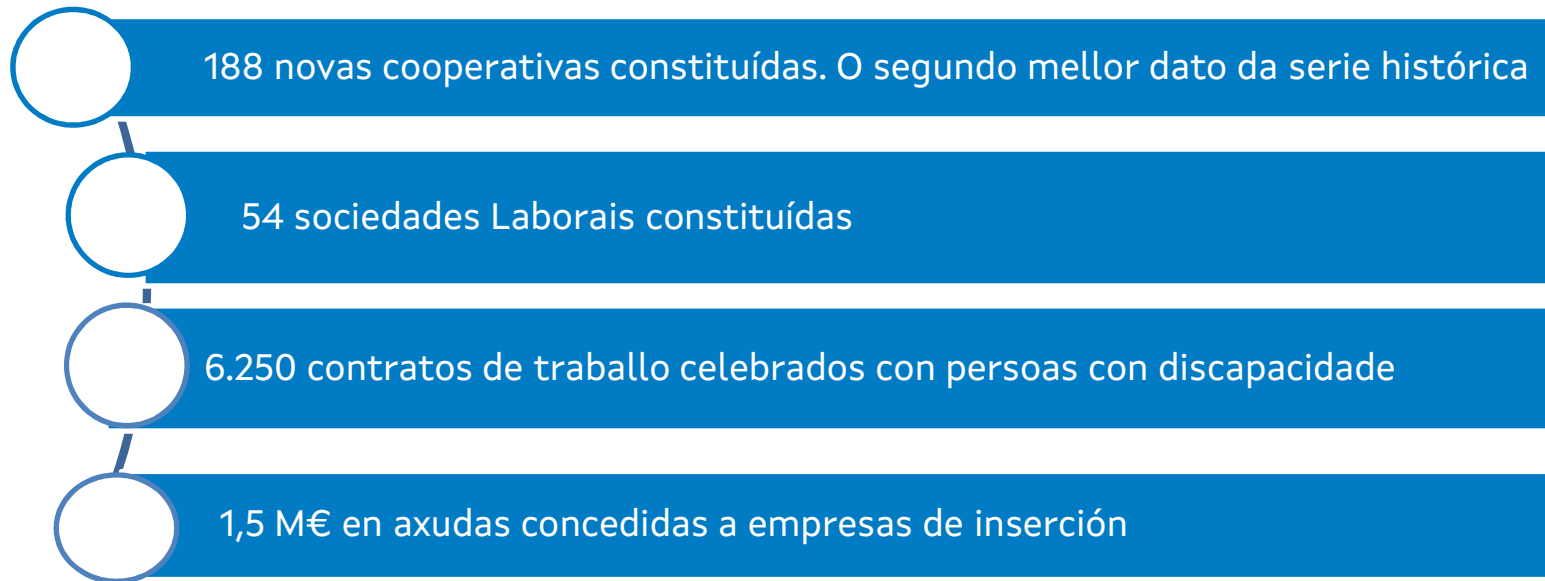 188 novas cooperativas constituídas. O segundo mellor dato da serie histórica
54 sociedades Laborais constituídas
6.250 contratos de traballo celebrados con persoas con discapacidade
1,5 M€ en axudas concedidas a empresas de inserción